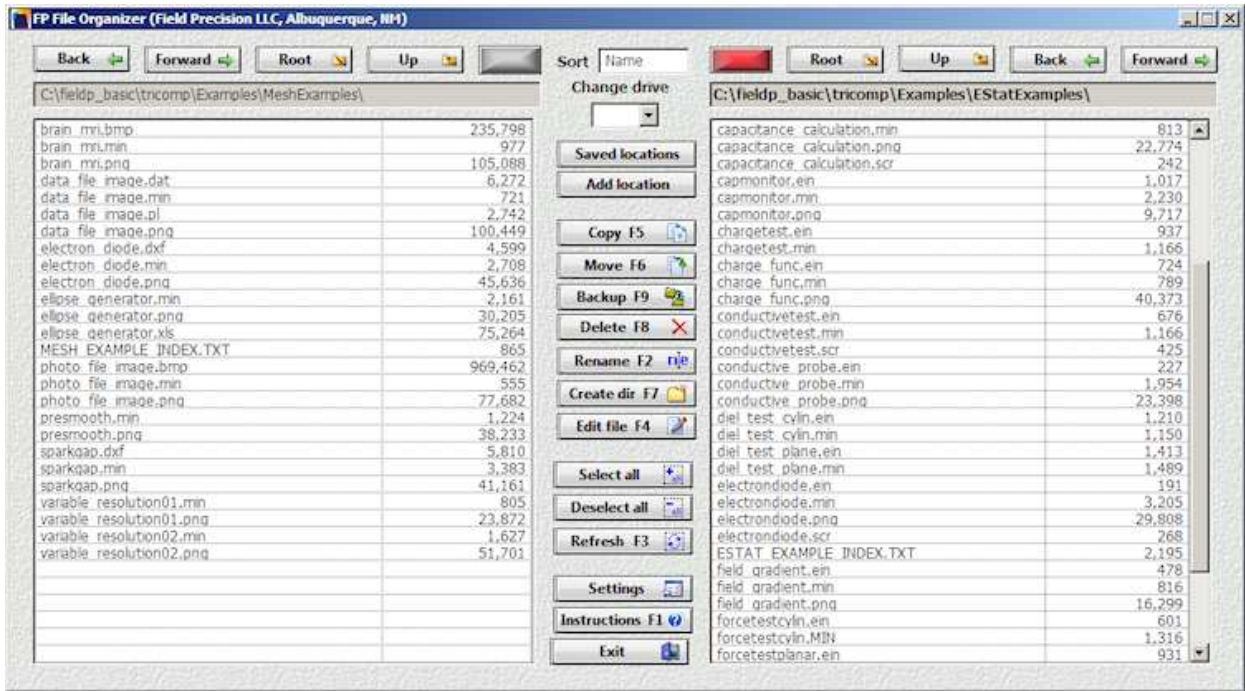 FP File Organizer (Field Precision LLC, Albuquerque, NM)
Back Forward Root Up Sort Name Root Up Back Forward
C:\fieldp_basic\tricomp\Examples\MeshExamples\
Change drive
C:\fieldp_basic\tricomp\Examples\EStatExamples\
brain_mri.bmp 235,798
brain_mri.min 977
brain_mri.png 105,088
data_file_image.dat 6,272
data_file_image.min 721
data_file_image.pl 2,742
data_file_image.png 100,449
electron_diode.dxf 4,599
electron_diode.min 2,708
electron_diode.png 45,636
ellipse_generator.min 2,161
ellipse_generator.png 30,205
ellipse_generator.xls 75,264
MESH_EXAMPLE_INDEX.TXT 865
photo_file_image.bmp 969,462
photo_file_image.min 555
photo_file_image.png 77,682
presmooth.min 1,224
presmooth.png 38,233
sparkgap.dxf 5,810
sparkgap.min 3,383
sparkgap.png 41,161
variable_resolution01.min 805
variable_resolution01.png 23,872
variable_resolution02.min 1,627
variable_resolution02.png 51,701
Saved locations
Add location
Copy F5
Move F6
Backup F9
Delete F8
Rename F2
Create dir F7
Edit file F4
Select all
Deselect all
Refresh F3
Settings
Instructions F1
Exit
capacitance_calculation.min 813
capacitance_calculation.png 22,774
capacitance_calculation.scr 242
capmonitor.ein 1,017
capmonitor.min 2,230
capmonitor.png 9,717
chargetest.ein 937
chargetest.min 1,166
charge_func.ein 724
charge_func.min 789
charge_func.png 40,373
conductivetest.ein 676
conductivetest.min 1,166
conductivetest.scr 425
conductive_probe.ein 227
conductive_probe.min 1,954
conductive_probe.png 23,398
diel_test_cylin.ein 1,210
diel_test_cylin.min 1,150
diel_test_plane.ein 1,413
diel_test_plane.min 1,489
electrondiode.ein 191
electrondiode.min 3,205
electrondiode.png 29,808
electrondiode.scr 268
ESTAT_EXAMPLE_INDEX.TXT 2,195
field_gradient.ein 478
field_gradient.min 816
field_gradient.png 16,299
forcetestcylin.ein 601
forcetestcylin.MIN 1,316
forcetestplanar.ein 931